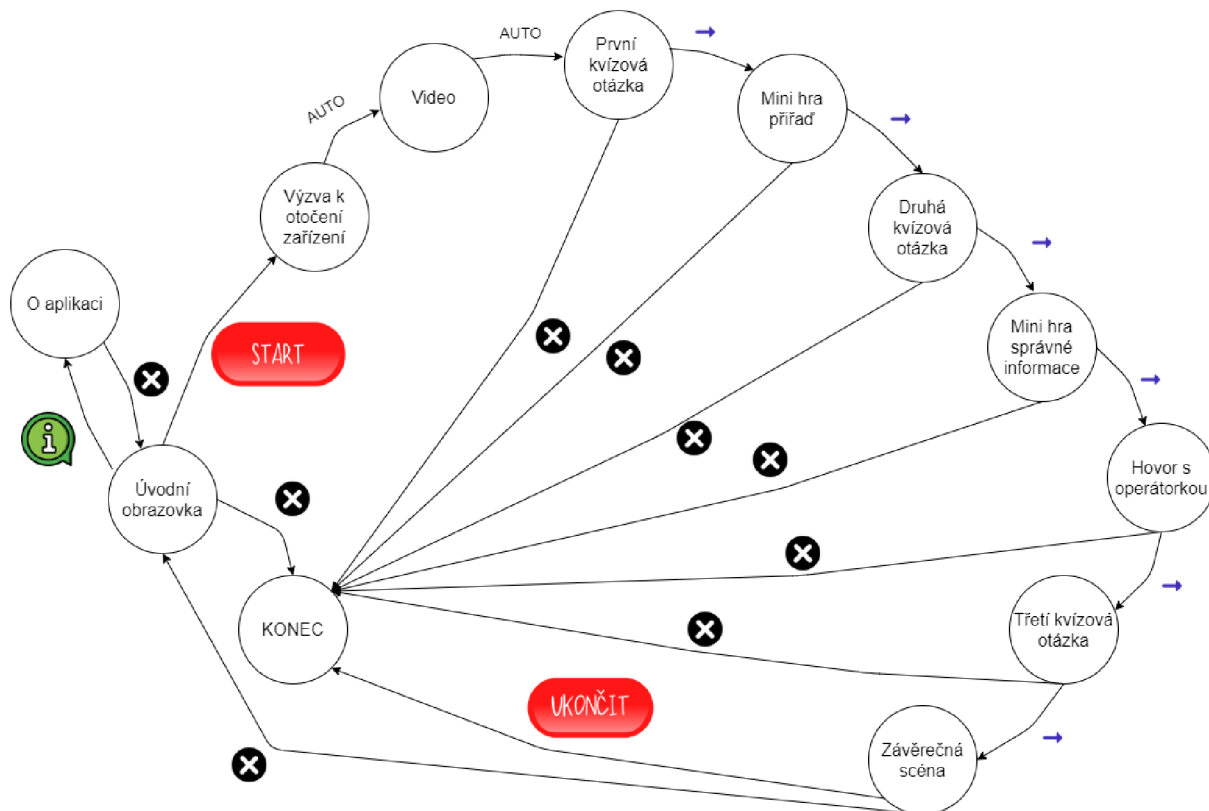 AUTO
První
kvízová
otázka
Video
AUTO
Mini hra
přiřaď
Výzva k
otočení
zařízení
Druhá
kvízová
otázka
O aplikaci
START
Mini hra
správné
informace
Úvodní
obrazovka
Hovor s
operátorkou
KONEC
Třetí kvízová
otázka
UKONČIT
Závěrečná
scéna